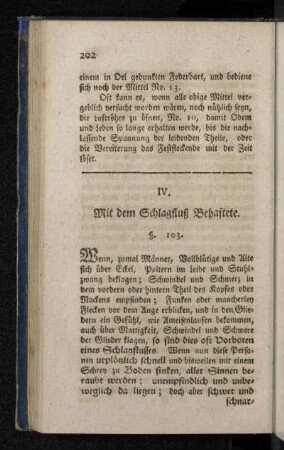 202
einem in Oel gedunkten Federbart, und bediene
sich noch der Mittel No. 13.
Oft kann es, wenn alle obige Mittel ver-
geblich versucht worden wären, noch nützlich seyn,
die Luftröhre zu öfnen, No. 10, damit Odem
und Leben so lange erhalten werde, bis die nach-
lassende Spannung der leidenden Theile, oder
die Vereiterung das Feststeckende mit der Zeit
löset.
IV.
Mit dem Schlagfluß Behaftete.
§. 103.
Wenn, zumal Männer, Vollblütige und Alte
sich über Eckel, Poltern im Leibe und Stuhl-
zwang beklagen; Schwindel und Schmerz in
dem vordern oder hintern Theil des Kopfes oder
Nackens empfinden; Funken oder mancherley
Flecken vor dem Auge erblicken, und in den Glie-
dern ein Gefühl, wie Ameisenlaufen bekommen,
auch über Mattigkeit, Schwindel und Schwere
der Glieder klagen, so sind dies oft Vorboten
eines Schlagflusses. Wenn nun diese Perso-
nen urplötzlich schnell und bisweilen mit einem
Schrey zu Boden sinken, aller Sinnen be-
raubt werden; unempfindlich und unbe-
weglich da liegen; doch aber schwer und
schnar-